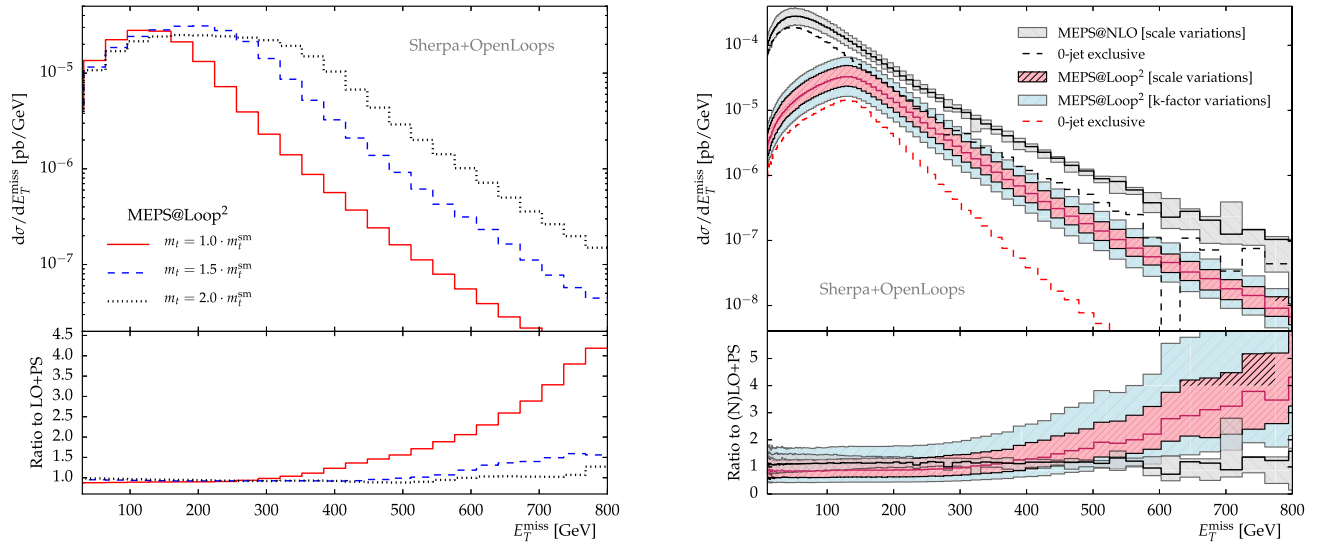 Sherpa+OpenLoops
dσ/dE_T^miss [pb/GeV]
10⁻⁵
10⁻⁶
10⁻⁷
MEPS@Loop²
m_t = 1.0 · m_t^sm
m_t = 1.5 · m_t^sm
m_t = 2.0 · m_t^sm
Ratio to LO+PS
4.5
4.0
3.5
3.0
2.5
2.0
1.5
1.0
100 200 300 400 500 600 700 800
E_T^miss [GeV]
MEPS@NLO [scale variations]
0-jet exclusive
MEPS@Loop² [scale variations]
MEPS@Loop² [k-factor variations]
0-jet exclusive
dσ/dE_T^miss [pb/GeV]
10⁻⁴
10⁻⁵
10⁻⁶
10⁻⁷
10⁻⁸
Sherpa+OpenLoops
Ratio to (N)LO+PS
5
4
3
2
1
0
100 200 300 400 500 600 700 800
E_T^miss [GeV]